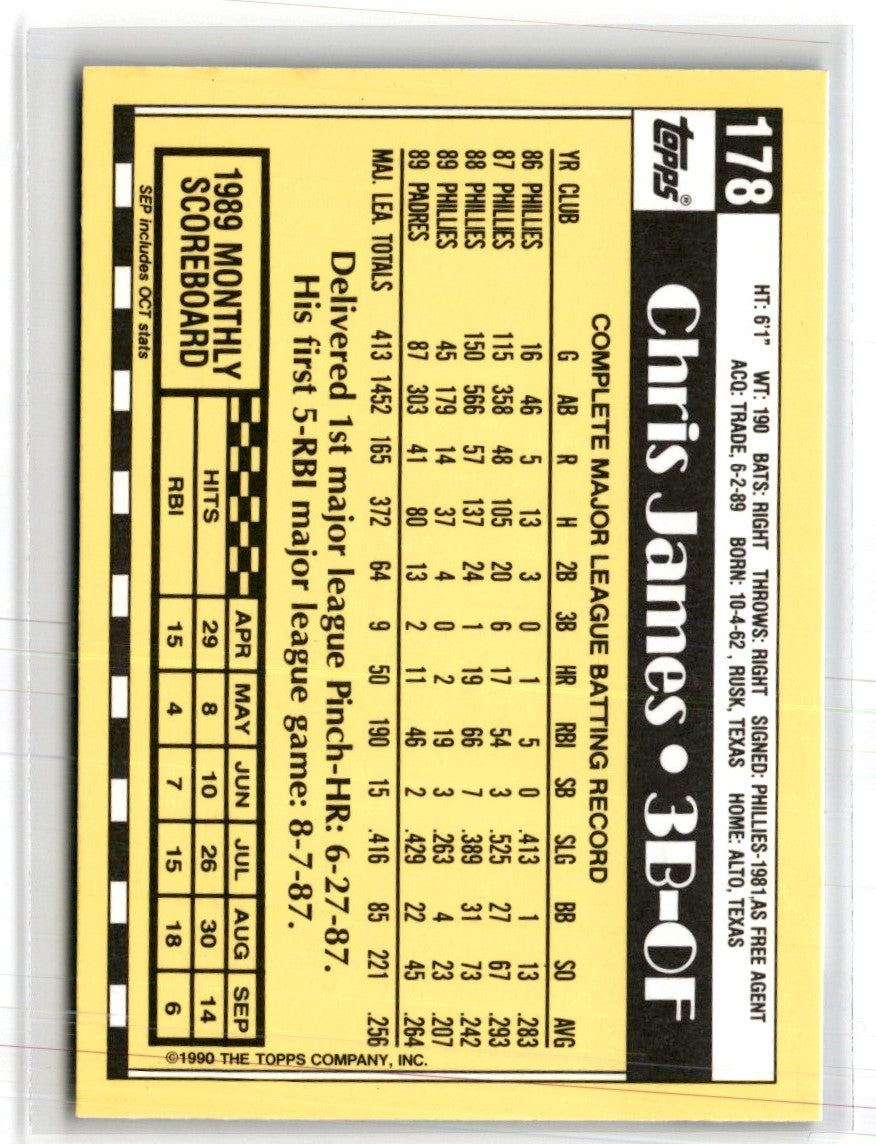 178
HT: 6'1" WT: 190 BATS: RIGHT THROWS: RIGHT SIGNED: PHILLIES-1981, AS FREE AGENT
ACQ: TRADE, 6-2-89 BORN: 10-4-62 , RUSK, TEXAS HOME: ALTO, TEXAS
topps®
Chris James • 3B-OF
COMPLETE MAJOR LEAGUE BATTING RECORD
YR CLUB G AB R H 2B 3B HR RBI SB SLG BB SO AVG
86 PHILLIES 16 46 5 13 3 0 1 5 0 .413 1 13 .283
87 PHILLIES 115 358 48 105 20 6 17 54 3 .525 27 67 .293
88 PHILLIES 150 566 57 137 24 1 19 66 7 .389 31 73 .242
89 PHILLIES 45 179 14 37 4 0 2 19 3 .263 4 23 .207
89 PADRES 87 303 41 80 13 2 11 46 2 .429 22 45 .264
MAJ. LEA. TOTALS 413 1452 165 372 64 9 50 190 15 .416 85 221 .256
Delivered 1st major league Pinch-HR: 6-27-87.
His first 5-RBI major league game: 8-7-87.
1989 MONTHLY
SCOREBOARD
APR MAY JUN JUL AUG SEP
HITS 29 8 10 26 30 14
RBI 15 4 7 15 18 6
SEP includes OCT stats
©1990 THE TOPPS COMPANY, INC.